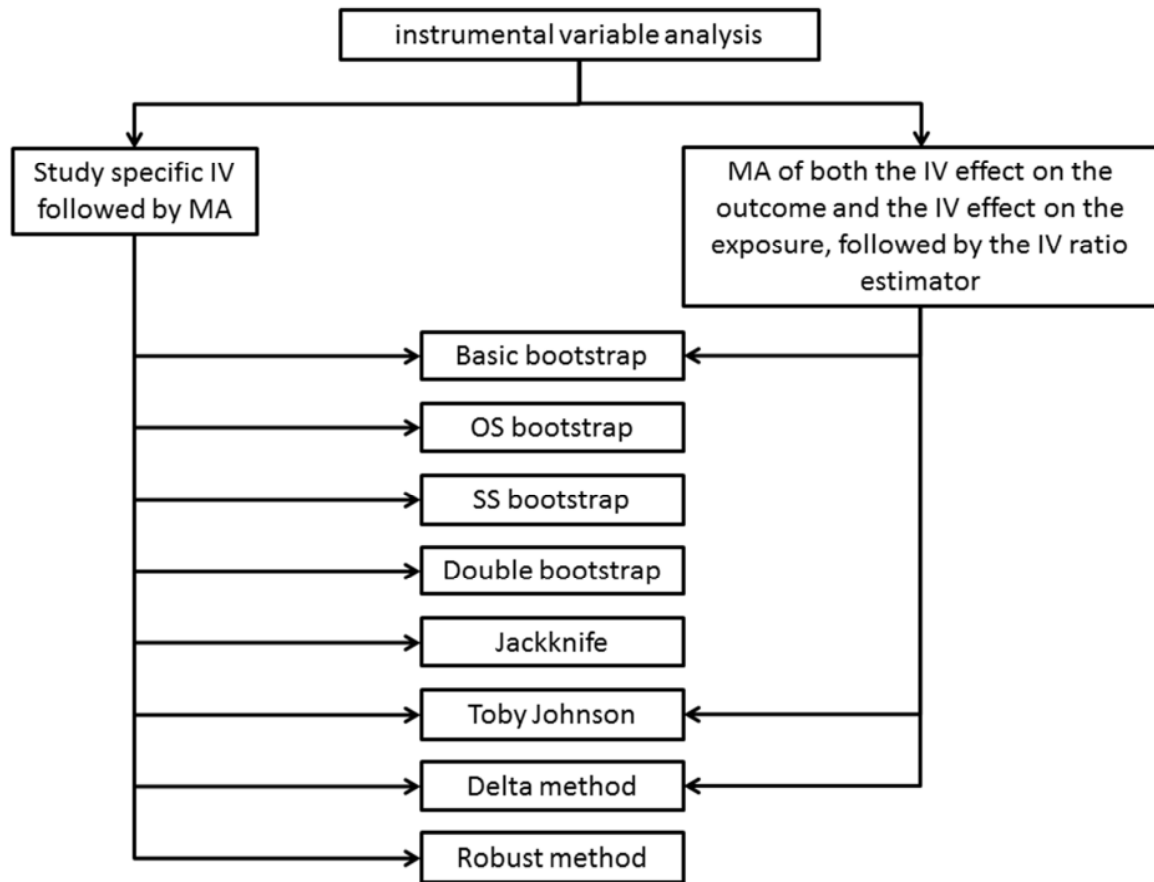 instrumental variable analysis
Study specific IV
followed by MA
MA of both the IV effect on the
outcome and the IV effect on the
exposure, followed by the IV ratio
estimator
Basic bootstrap
OS bootstrap
SS bootstrap
Double bootstrap
Jackknife
Toby Johnson
Delta method
Robust method